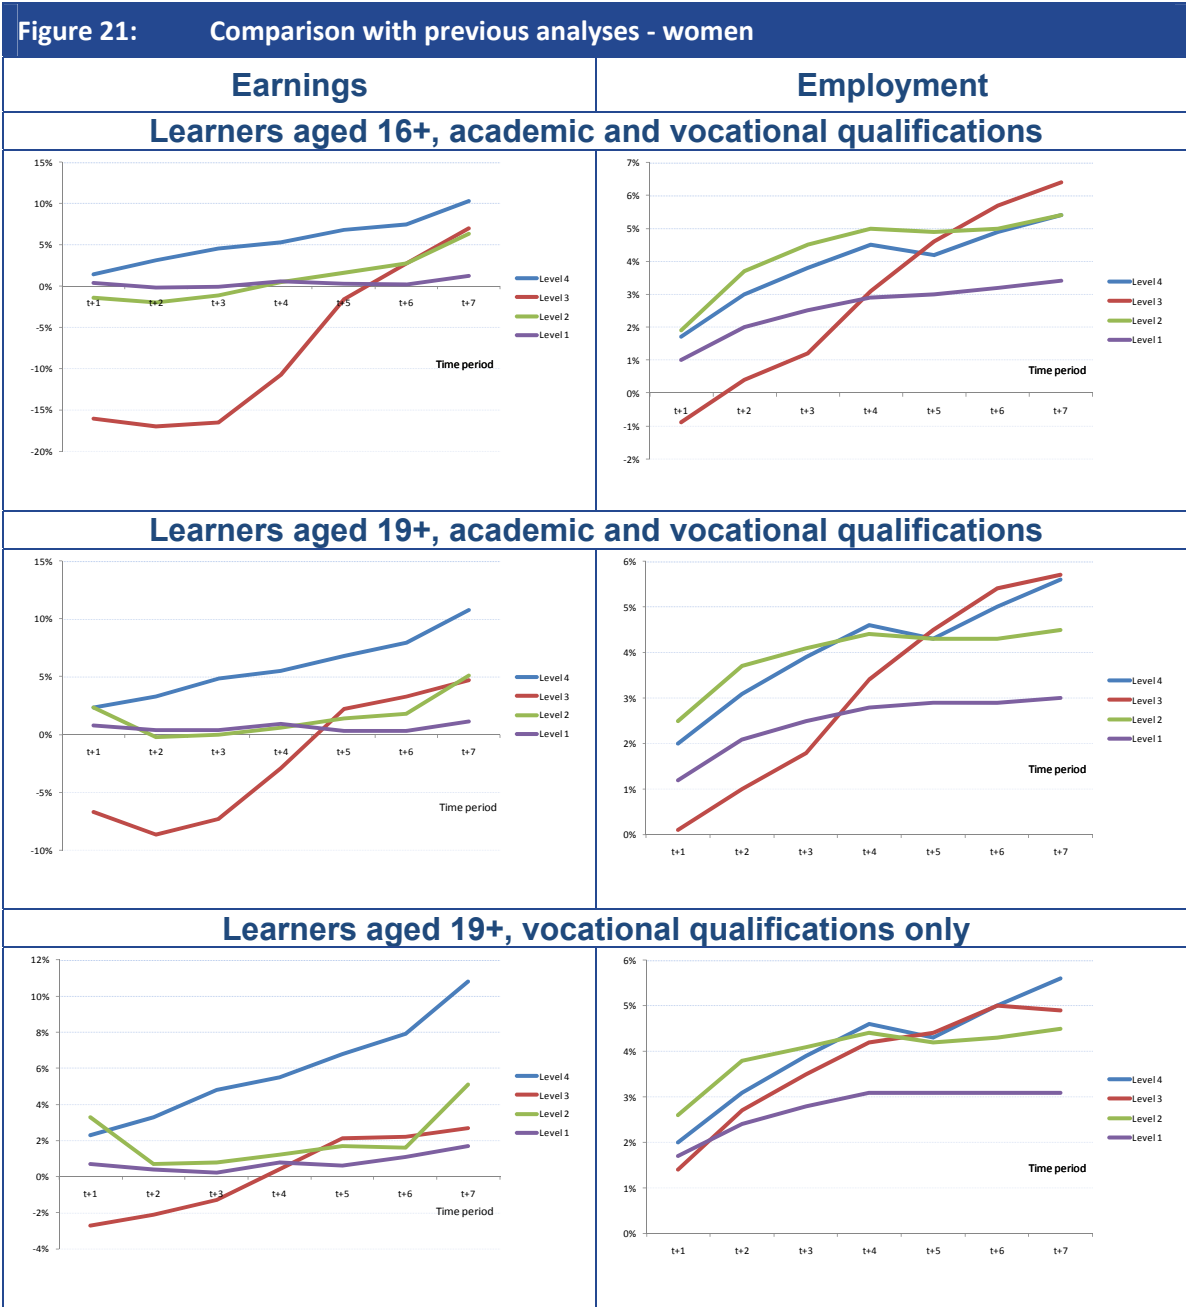 Figure 21: Comparison with previous analyses - women
Earnings Employment
Learners aged 16+, academic and vocational qualifications
15%
10%
5%
0%
-5%
-10%
-15%
-20%
t+1 t+2 t+3 t+4 t+5 t+6 t+7
Time period
Level 4
Level 3
Level 2
Level 1
7%
6%
5%
4%
3%
2%
1%
0%
-1%
-2%
t+1 t+2 t+3 t+4 t+5 t+6 t+7
Time period
Level 4
Level 3
Level 2
Level 1
Learners aged 19+, academic and vocational qualifications
15%
10%
5%
0%
-5%
-10%
t+1 t+2 t+3 t+4 t+5 t+6 t+7
Time period
Level 4
Level 3
Level 2
Level 1
6%
5%
4%
3%
2%
1%
0%
t+1 t+2 t+3 t+4 t+5 t+6 t+7
Time period
Level 4
Level 3
Level 2
Level 1
Learners aged 19+, vocational qualifications only
12%
10%
8%
6%
4%
2%
0%
-2%
-4%
t+1 t+2 t+3 t+4 t+5 t+6 t+7
Time period
Level 4
Level 3
Level 2
Level 1
6%
5%
4%
3%
2%
1%
0%
t+1 t+2 t+3 t+4 t+5 t+6 t+7
Time period
Level 4
Level 3
Level 2
Level 1